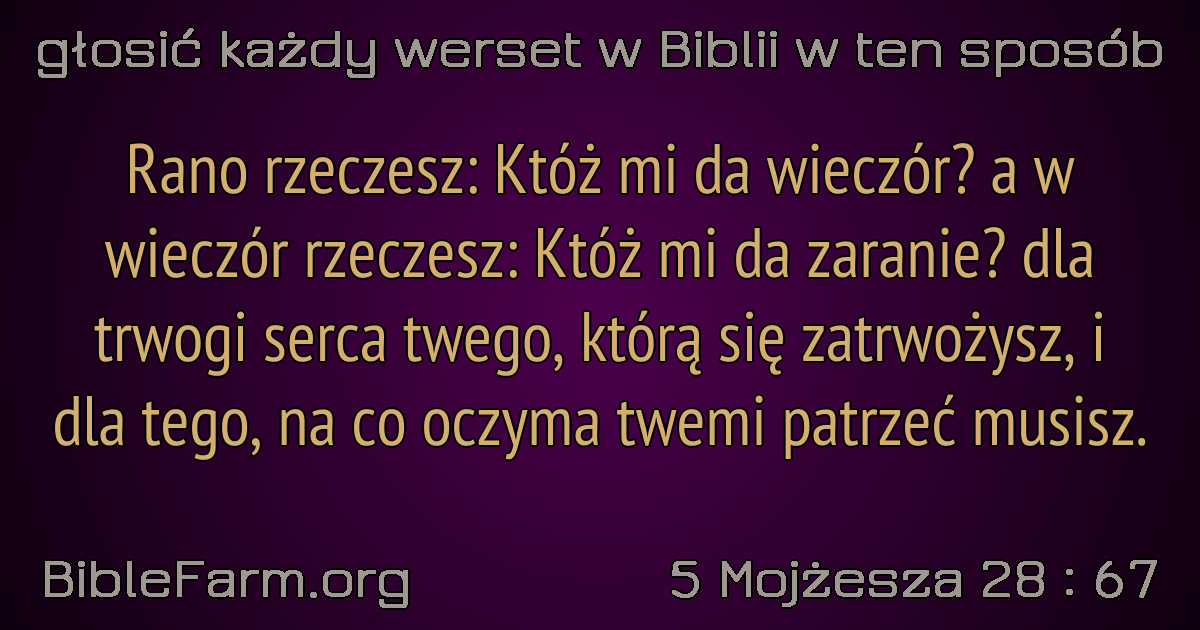 głosić każdy werset w Biblii w ten sposób
Rano rzeczesz: Któż mi da wieczór? a w
wieczór rzeczesz: Któż mi da zaranie? dla
trwogi serca twego, którą się zatrwożysz, i
dla tego, na co oczyma twemi patrzeć musisz.
BibleFarm.org
5 Mojżesza 28 : 67